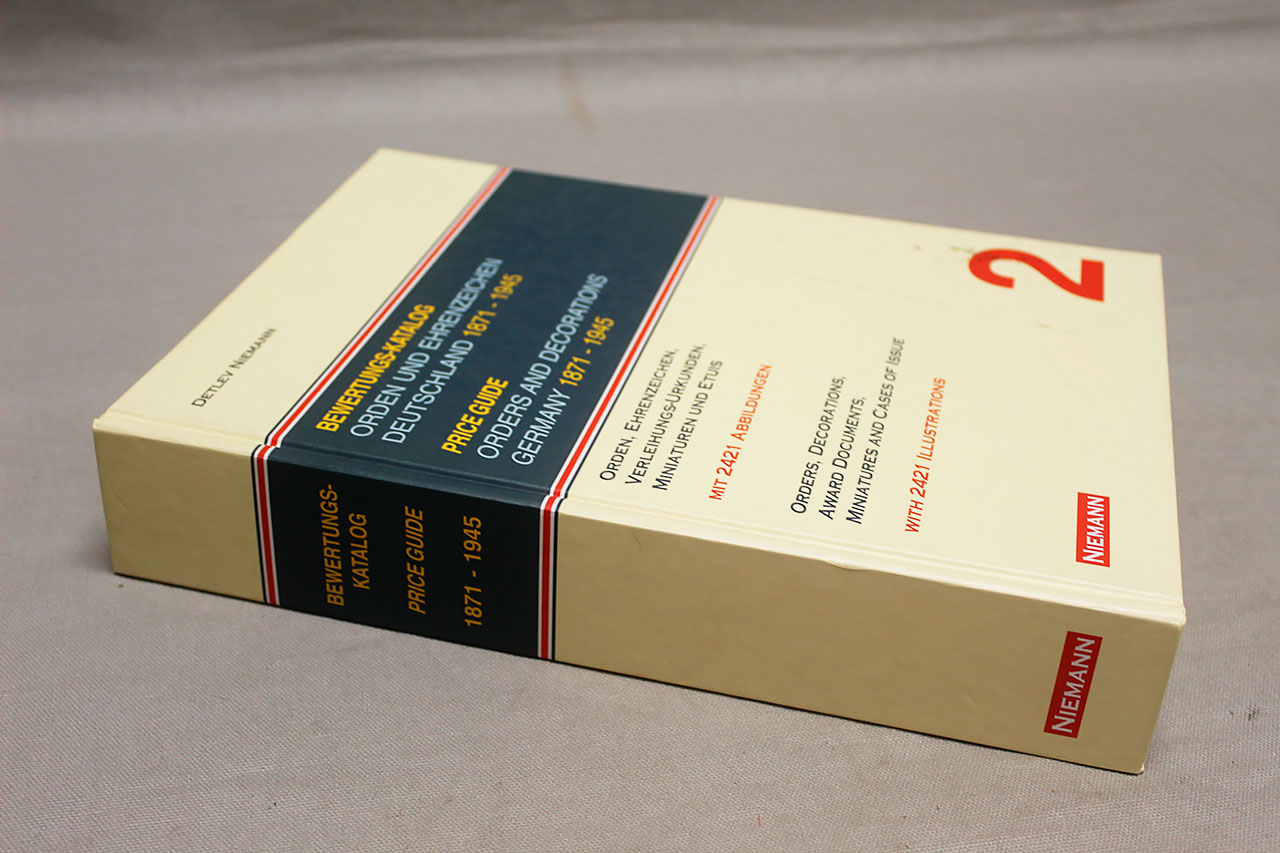 DETLEV NIEMANN
BEWERTUNGS-KATALOG
ORDEN UND EHRENZEICHEN
DEUTSCHLAND 1871 - 1945
PRICE GUIDE
ORDERS AND DECORATIONS
GERMANY 1871 - 1945
ORDEN, EHRENZEICHEN,
VERLEIHUNGS-URKUNDEN,
MINIATUREN UND ETUIS
MIT 2421 ABBILDUNGEN
ORDERS, DECORATIONS,
AWARD DOCUMENTS,
MINIATURES AND CASES OF ISSUE
WITH 2421 ILLUSTRATIONS
2
NIEMANN
BEWERTUNGS-
KATALOG
PRICE GUIDE
1871 - 1945
NIEMANN